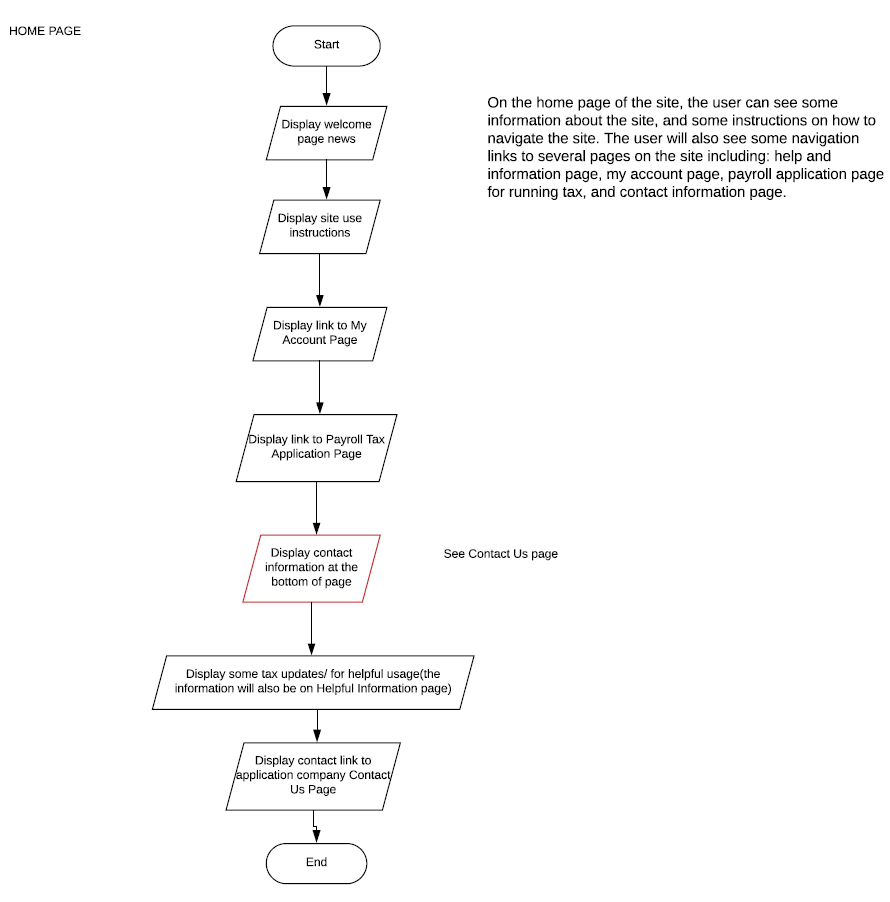 HOME PAGE
Start
Display welcome
page news
On the home page of the site, the user can see some
information about the site, and some instructions on how to
navigate the site. The user will also see some navigation
links to several pages on the site including: help and
information page, my account page, payroll application page
for running tax, and contact information page.
Display site use
instructions
Display link to My
Account Page
Display link to Payroll Tax
Application Page
Display contact
information at the
bottom of page
See Contact Us page
Display some tax updates/ for helpful usage(the
information will also be on Helpful Information page)
Display contact link to
application company Contact
Us Page
End